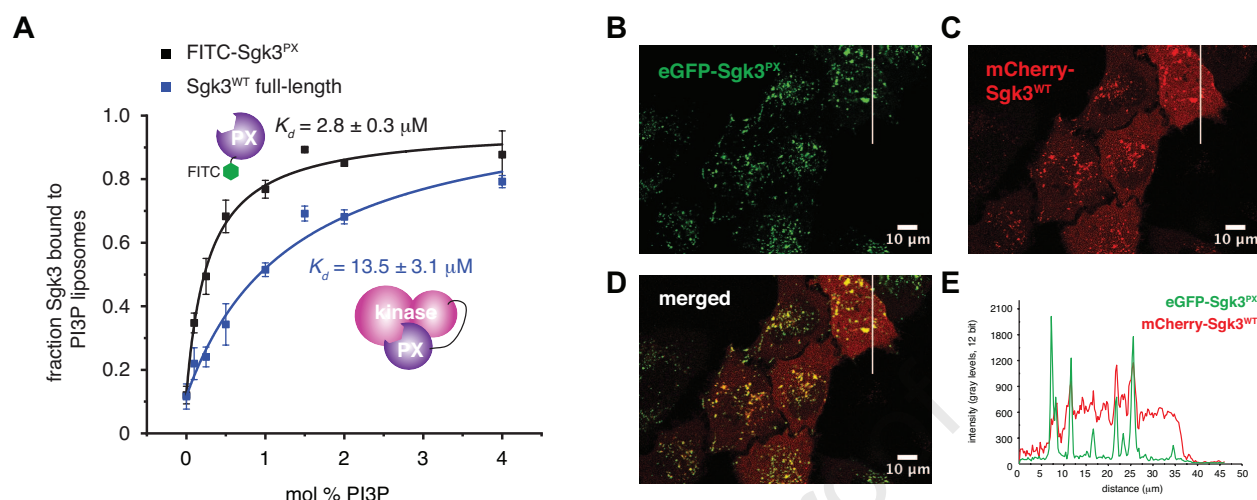 A
FITC-Sgk3PX
Sgk3WT full-length
fraction Sgk3 bound to
PI3P liposomes
1.0
0.8
0.6
0.4
0.2
0
0
1
2
3
4
mol % PI3P
PX
FITC
Kd = 2.8 ± 0.3 µM
Kd = 13.5 ± 3.1 µM
kinase
PX
B
eGFP-Sgk3PX
10 µm
C
mCherry-
Sgk3WT
10 µm
D
merged
10 µm
E
eGFP-Sgk3PX
mCherry-Sgk3WT
intensity (gray levels, 12 bit)
2100
1800
1500
1200
900
600
300
0
0 5 10 15 20 25 30 35 40 45 50
distance (µm)